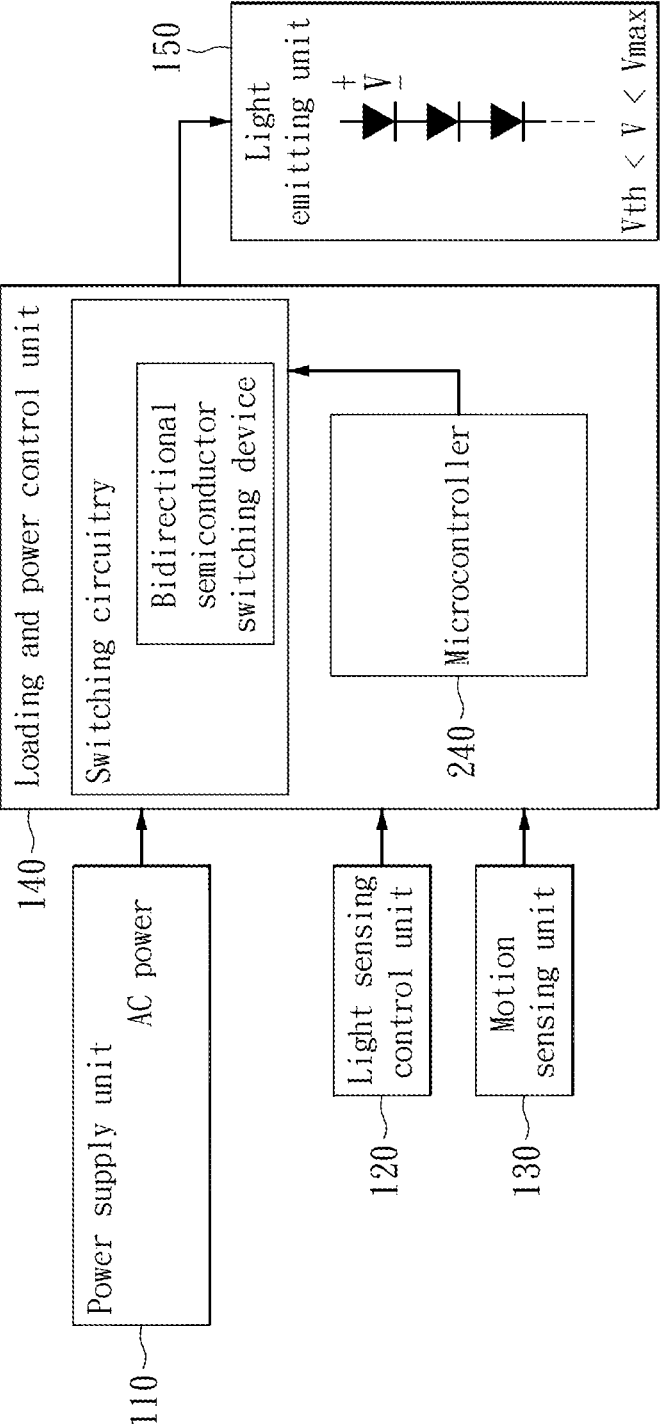 110
Power supply unit
AC power
120
Light sensing
control unit
130
Motion
sensing unit
140
Loading and power control unit
Switching circuitry
Bidirectional
semiconductor
switching device
240
Microcontroller
150
Light
emitting unit
+
V
−
Vth < V < Vmax